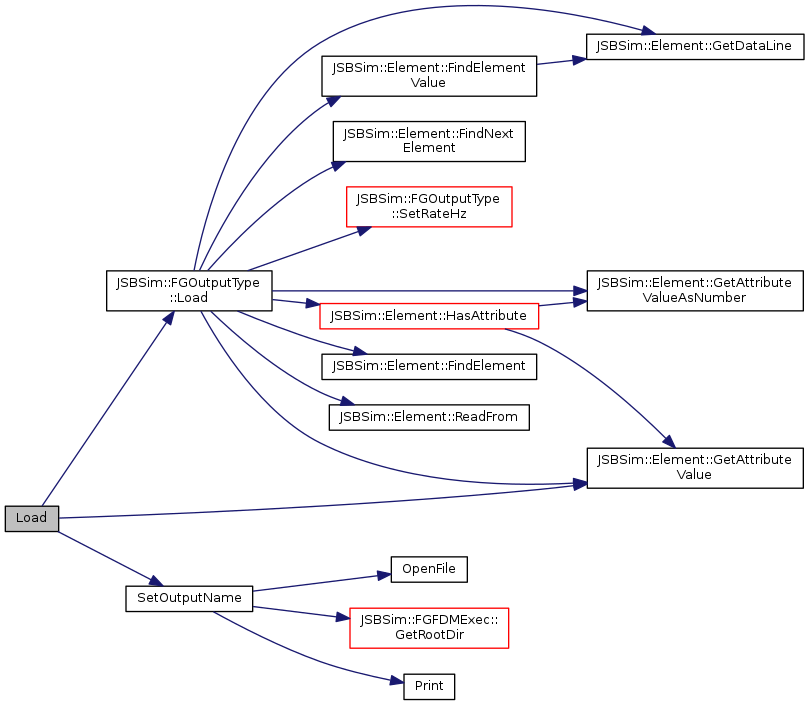 JSBSim::Element::GetDataLine
JSBSim::Element::FindElement
Value
JSBSim::Element::FindNext
Element
JSBSim::FGOutputType
::SetRateHz
JSBSim::FGOutputType
::Load
JSBSim::Element::GetAttribute
ValueAsNumber
JSBSim::Element::HasAttribute
JSBSim::Element::FindElement
JSBSim::Element::ReadFrom
JSBSim::Element::GetAttribute
Value
Load
OpenFile
SetOutputName
JSBSim::FGFDMExec::
GetRootDir
Print